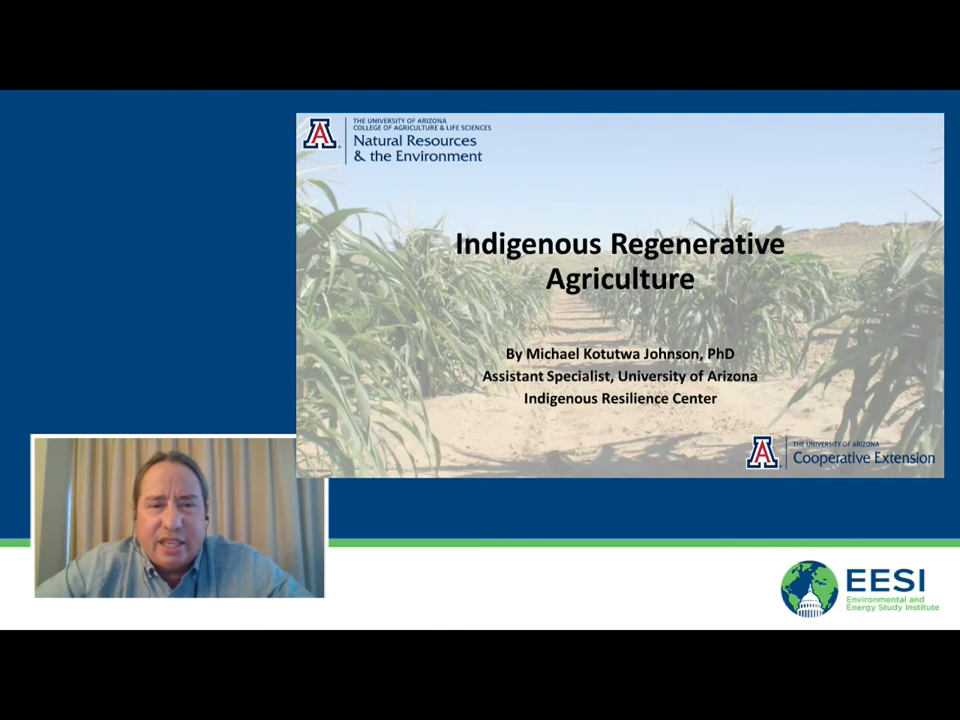 THE UNIVERSITY OF ARIZONA
COLLEGE OF AGRICULTURE & LIFE SCIENCES
Natural Resources
& the Environment
Indigenous Regenerative
Agriculture
By Michael Kotutwa Johnson, PhD
Assistant Specialist, University of Arizona
Indigenous Resilience Center
A
THE UNIVERSITY OF ARIZONA
Cooperative Extension
EESI
Environmental and
Energy Study Institute